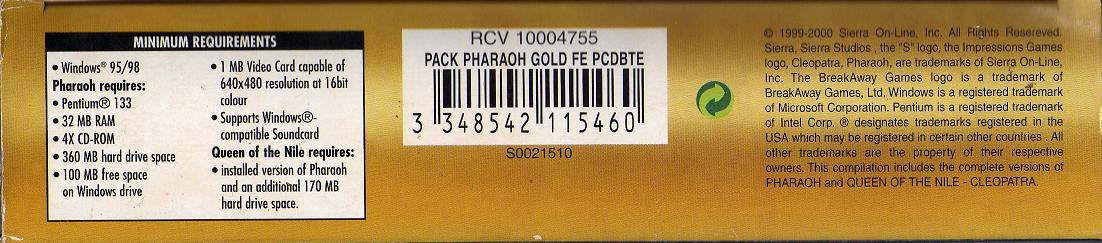 MINIMUM REQUIREMENTS
• Windows® 95/98
Pharaoh requires:
• Pentium® 133
• 32 MB RAM
• 4X CD-ROM
• 360 MB hard drive space
• 100 MB free space
on Windows drive
• 1 MB Video Card capable of
640x480 resolution at 16bit
colour
• Supports Windows®-
compatible Soundcard
Queen of the Nile requires:
• installed version of Pharaoh
and an additional 170 MB
hard drive space.
RCV 10004755
PACK PHARAOH GOLD FE PCDBTE
3 348542 115460
S0021510
© 1999-2000 Sierra On-Line, Inc. All Rights Resereved.
Sierra, Sierra Studios , the "S" logo, the Impressions Games
logo, Cleopatra, Pharaoh, are trademarks of Sierra On-Line,
Inc. The BreakAway Games logo is a trademark of
BreakAway Games, Ltd. Windows is a registered trademark
of Microsoft Corporation. Pentium is a registered trademark
of Intel Corp. ® designates trademarks registered in the
USA which may be registered in certain other countries . All
other trademarks are the property of their respective
owners. This compilation includes the complete versions of
PHARAOH and QUEEN OF THE NILE - CLEOPATRA.